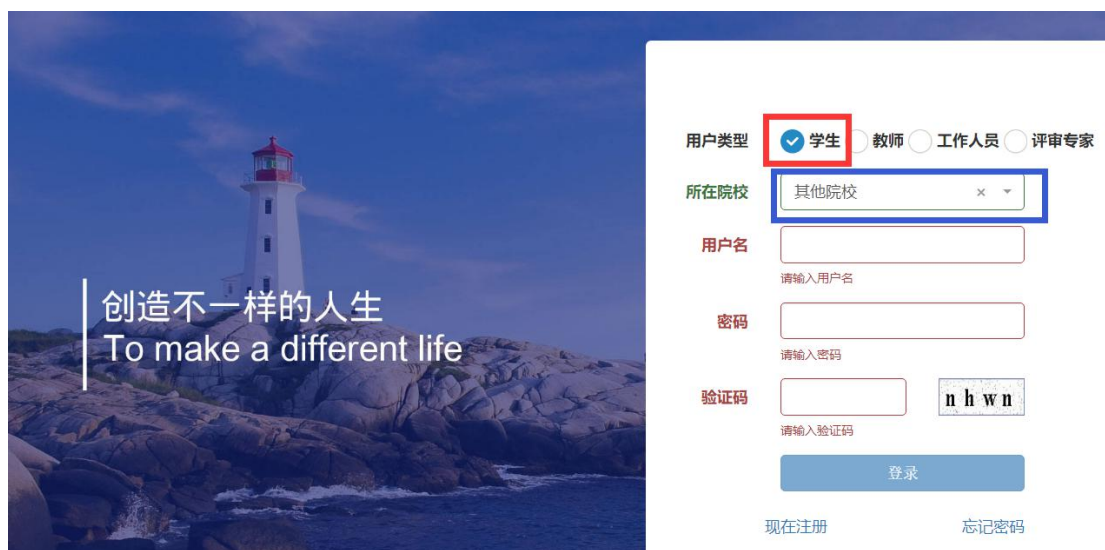 创造不一样的人生
To make a different life
用户类型 学生 教师 工作人员 评审专家
所在院校 其他院校 ×
用户名
请输入用户名
密码
请输入密码
验证码 n h w n
请输入验证码
登录
现在注册 忘记密码